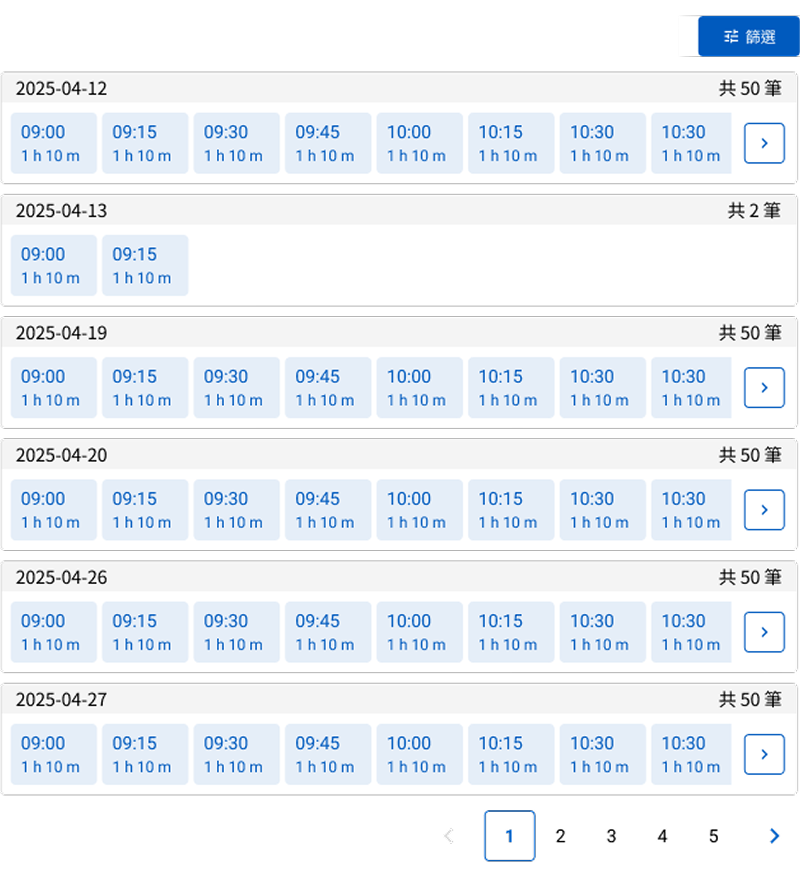 篩選
2025-04-12 共 50 筆
09:00 09:15 09:30 09:45 10:00 10:15 10:30 10:30
1 h 10 m 1 h 10 m 1 h 10 m 1 h 10 m 1 h 10 m 1 h 10 m 1 h 10 m 1 h 10 m
2025-04-13 共 2 筆
09:00 09:15
1 h 10 m 1 h 10 m
2025-04-19 共 50 筆
09:00 09:15 09:30 09:45 10:00 10:15 10:30 10:30
1 h 10 m 1 h 10 m 1 h 10 m 1 h 10 m 1 h 10 m 1 h 10 m 1 h 10 m 1 h 10 m
2025-04-20 共 50 筆
09:00 09:15 09:30 09:45 10:00 10:15 10:30 10:30
1 h 10 m 1 h 10 m 1 h 10 m 1 h 10 m 1 h 10 m 1 h 10 m 1 h 10 m 1 h 10 m
2025-04-26 共 50 筆
09:00 09:15 09:30 09:45 10:00 10:15 10:30 10:30
1 h 10 m 1 h 10 m 1 h 10 m 1 h 10 m 1 h 10 m 1 h 10 m 1 h 10 m 1 h 10 m
2025-04-27 共 50 筆
09:00 09:15 09:30 09:45 10:00 10:15 10:30 10:30
1 h 10 m 1 h 10 m 1 h 10 m 1 h 10 m 1 h 10 m 1 h 10 m 1 h 10 m 1 h 10 m
1 2 3 4 5